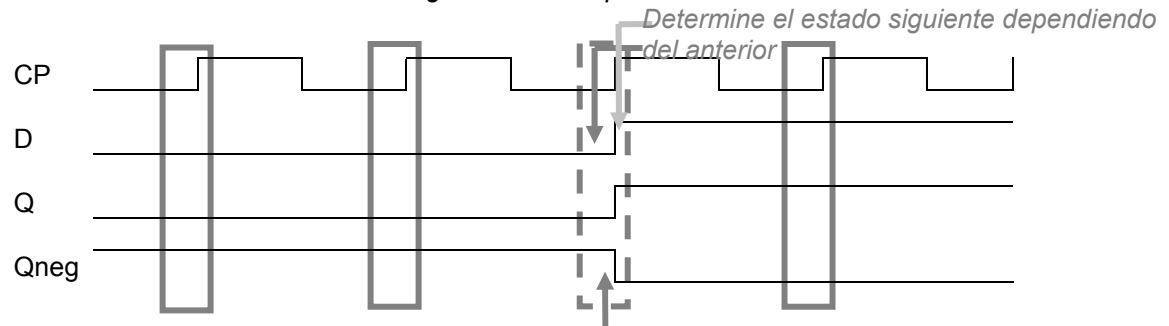 Determine el estado siguiente dependiendo
del anterior
CP
D
Q
Qneg